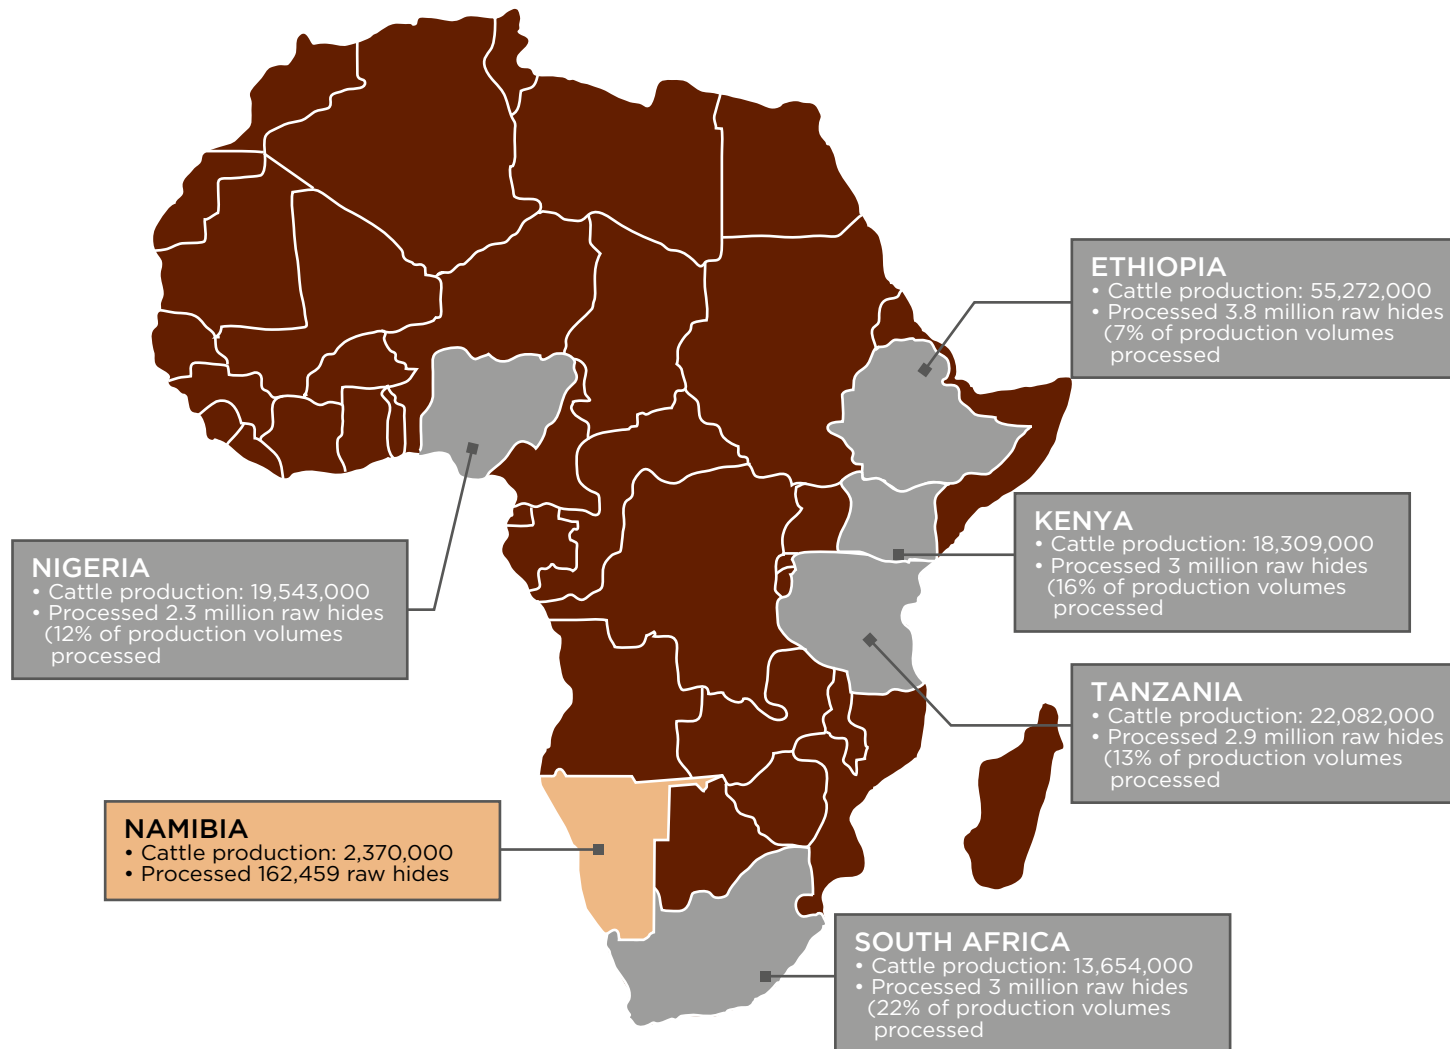 ETHIOPIA
• Cattle production: 55,272,000
• Processed 3.8 million raw hides
(7% of production volumes
processed
KENYA
• Cattle production: 18,309,000
• Processed 3 million raw hides
(16% of production volumes
processed
NIGERIA
• Cattle production: 19,543,000
• Processed 2.3 million raw hides
(12% of production volumes
processed
TANZANIA
• Cattle production: 22,082,000
• Processed 2.9 million raw hides
(13% of production volumes
processed
NAMIBIA
• Cattle production: 2,370,000
• Processed 162,459 raw hides
SOUTH AFRICA
• Cattle production: 13,654,000
• Processed 3 million raw hides
(22% of production volumes
processed